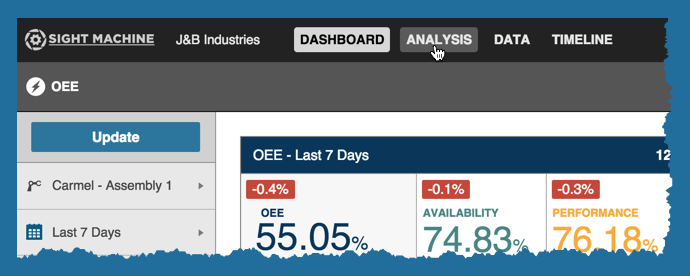 SIGHT MACHINE J&B Industries DASHBOARD ANALYSIS DATA TIMELINE
OEE
Update
OEE - Last 7 Days 12
Carmel - Assembly 1
-0.4% -0.1% -0.3%
OEE AVAILABILITY PERFORMANCE
Last 7 Days
55.05% 74.83% 76.18%